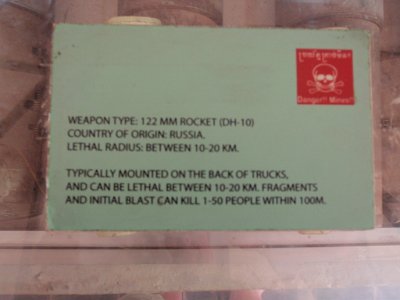 Danger!! Mines!!
WEAPON TYPE: 122 MM ROCKET (DH-10)
COUNTRY OF ORIGIN: RUSSIA.
LETHAL RADIUS: BETWEEN 10-20 KM.
TYPICALLY MOUNTED ON THE BACK OF TRUCKS,
AND CAN BE LETHAL BETWEEN 10-20 KM. FRAGMENTS
AND INITIAL BLAST CAN KILL 1-50 PEOPLE WITHIN 100M.